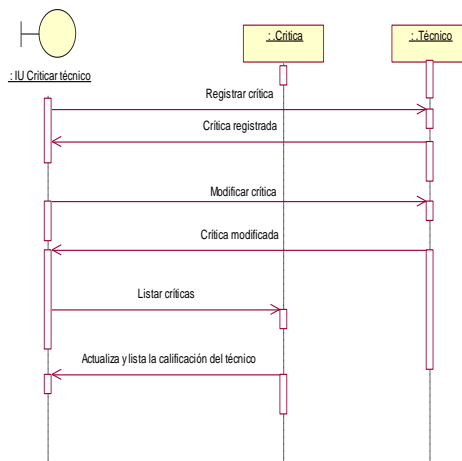 : .Critica
: .Técnico
: IU Criticar técnico
Registrar crítica
Crítica registrada
Modificar crítica
Crítica modificada
Listar críticas
Actualiza y lista la calificación del técnico